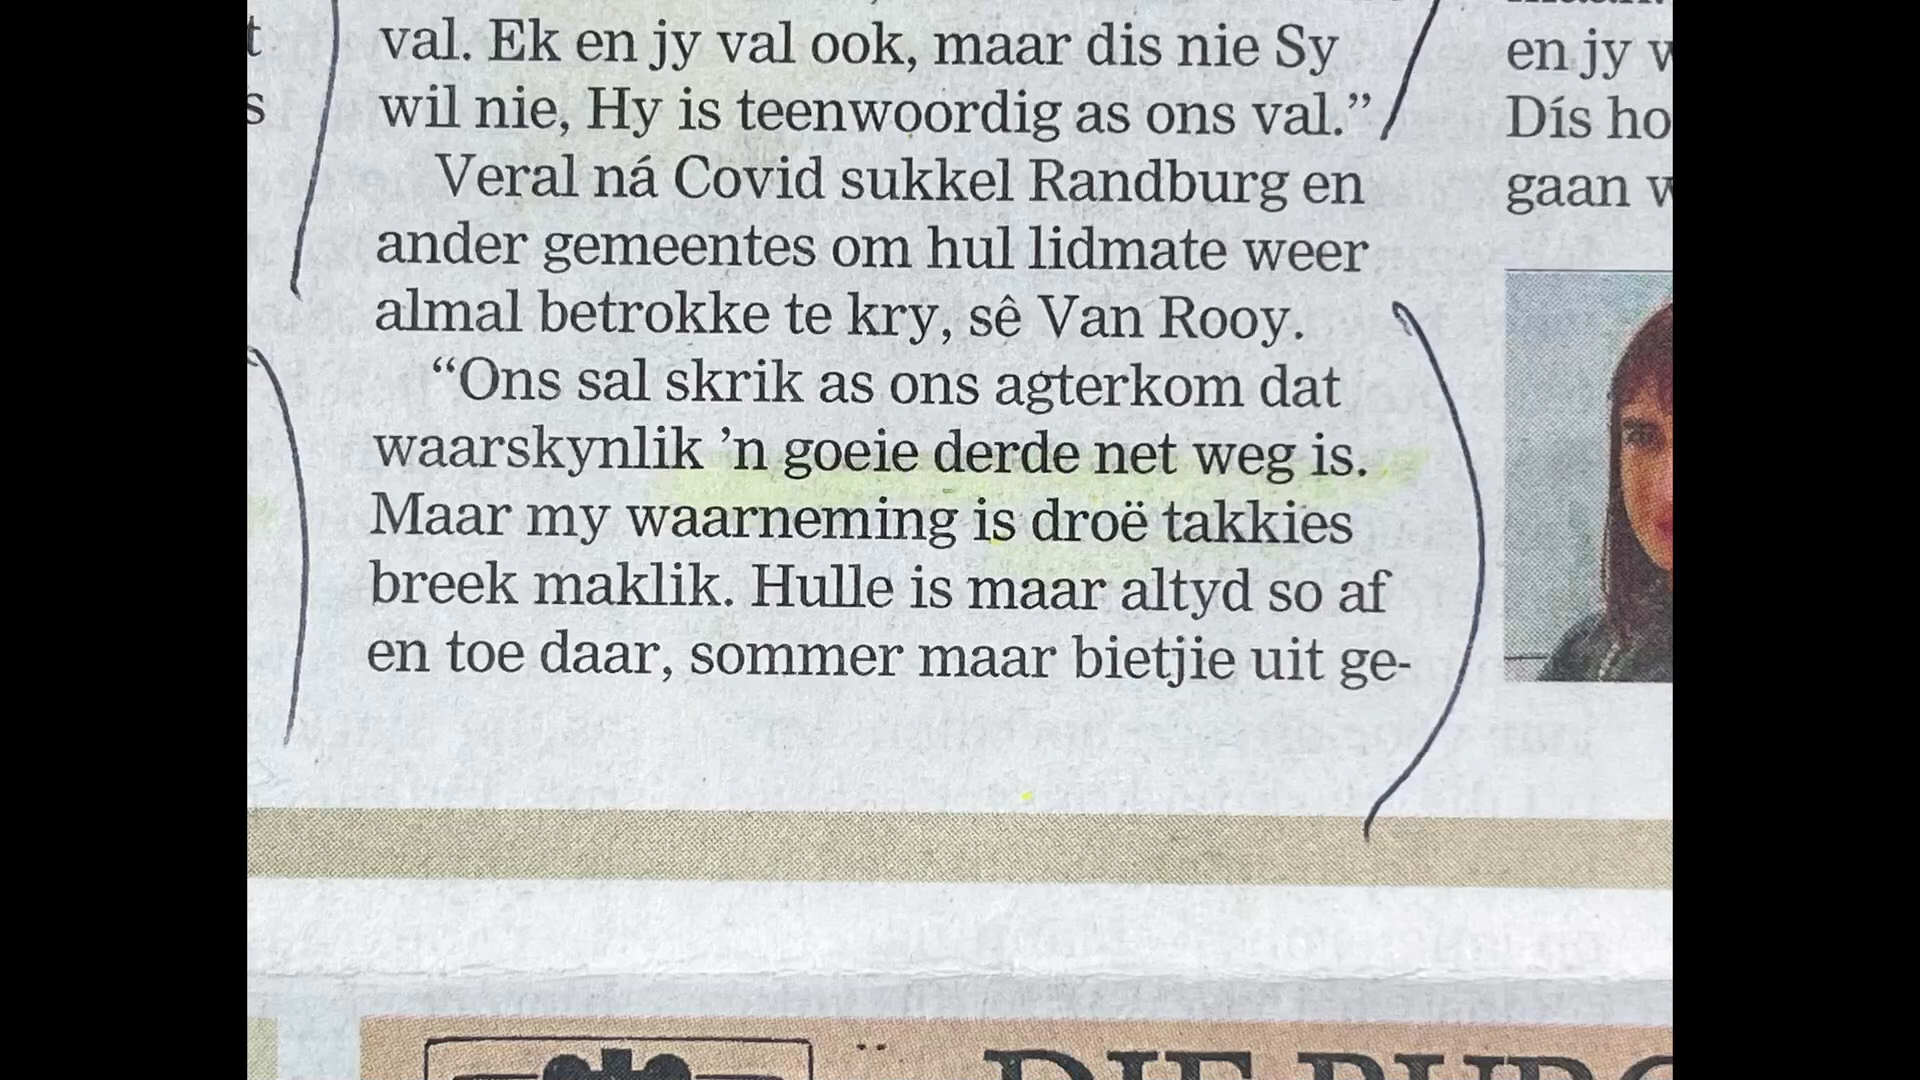 t
s
val. Ek en jy val ook, maar dis nie Sy
wil nie, Hy is teenwoordig as ons val.”
Veral ná Covid sukkel Randburg en
ander gemeentes om hul lidmate weer
almal betrokke te kry, sê Van Rooy.
“Ons sal skrik as ons agterkom dat
waarskynlik ’n goeie derde net weg is.
Maar my waarneming is droë takkies
breek maklik. Hulle is maar altyd so af
en toe daar, sommer maar bietjie uit ge-
en jy
Dís ho
gaan
DIE BURG